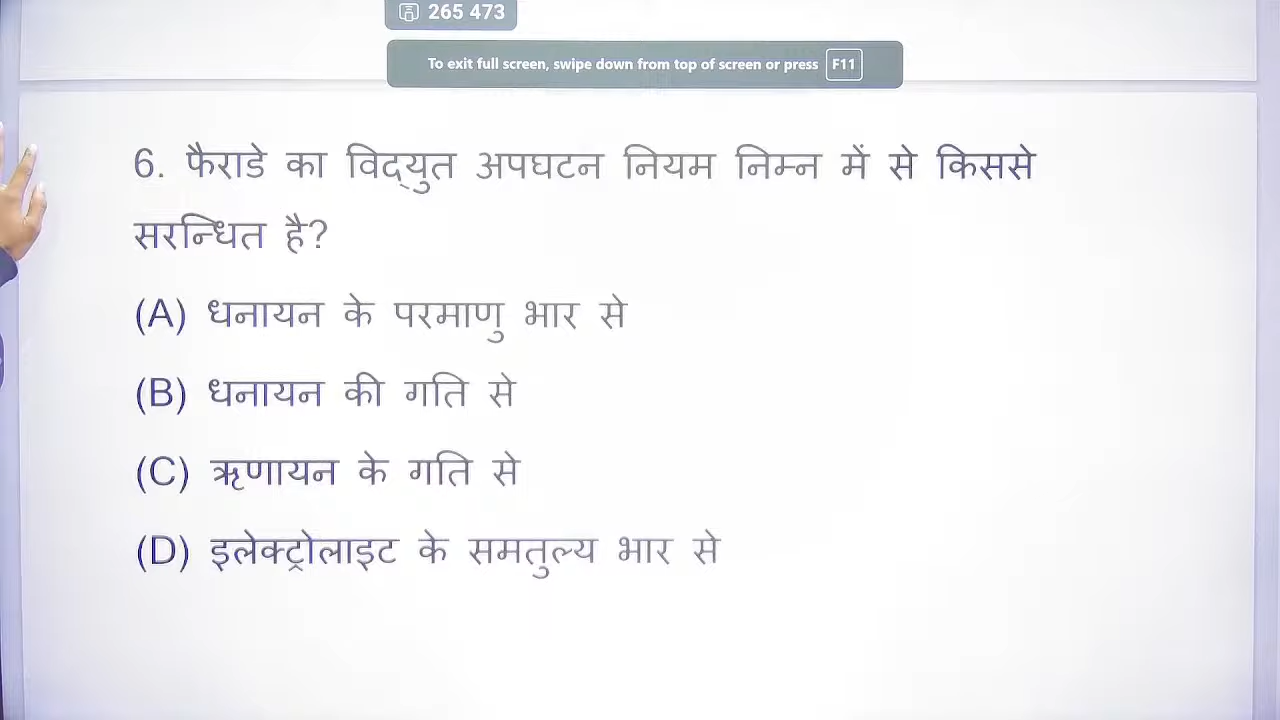 265 473
To exit full screen, swipe down from top of screen or press F11
6. फैराडे का विद्युत अपघटन नियम निम्न में से किससे
सरन्धित है?
(A) धनायन के परमाणु भार से
(B) धनायन की गति से
(C) ऋणायन के गति से
(D) इलेक्ट्रोलाइट के समतुल्य भार से